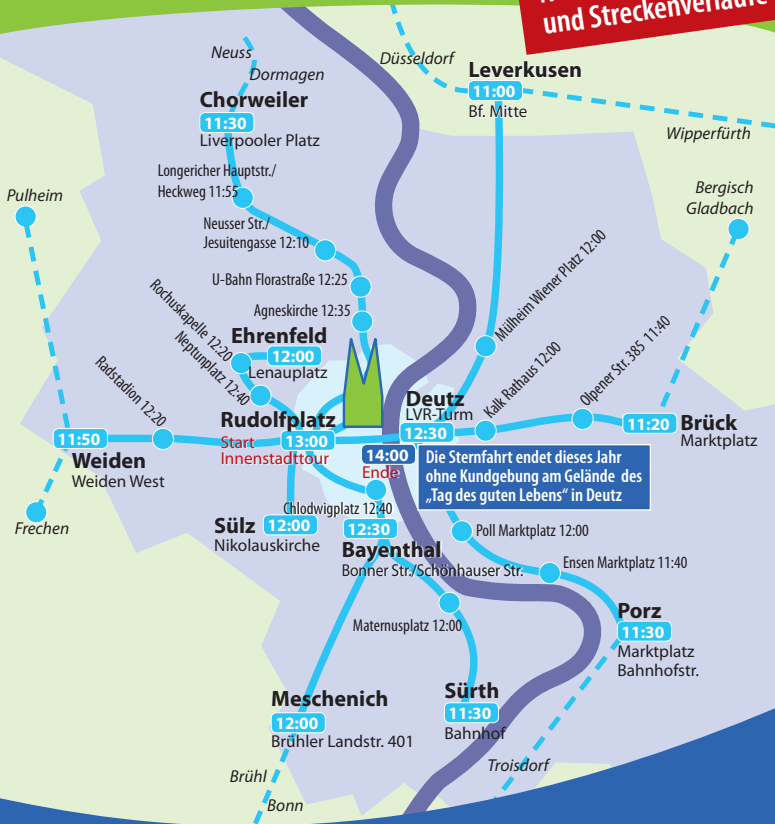 und Streckenverläufe
Neuss
Dormagen
Düsseldorf
Leverkusen
11:00
Bf. Mitte
Wipperfürth
Chorweiler
11:30
Liverpooler Platz
Longericher Hauptstr./
Heckweg 11:55
Neusser Str./
Jesuitengasse 12:10
U-Bahn Florastraße 12:25
Agneskirche 12:35
Pulheim
Bergisch
Gladbach
Mülheim Wiener Platz 12:00
Rochuskapelle 12:20
Neptunplatz 12:40
Ehrenfeld
12:00
Lenauplatz
Radstadion 12:20
Kalk Rathaus 12:00
Olpener Str. 385 11:40
Deutz
LVR-Turm
12:30
Rudolfplatz
13:00
Start
Innenstadttour
11:20
Brück
Marktplatz
11:50
Weiden
Weiden West
14:00
Ende
Die Sternfahrt endet dieses Jahr
ohne Kundgebung am Gelände des
„Tag des guten Lebens“ in Deutz
Frechen
Chlodwigplatz 12:40
Sülz
12:00
Nikolauskirche
12:30
Bayenthal
Bonner Str./Schönhauser Str.
Poll Marktplatz 12:00
Ensen Marktplatz 11:40
Maternusplatz 12:00
Porz
11:30
Marktplatz
Bahnhofstr.
Meschenich
12:00
Brühler Landstr. 401
Sürth
11:30
Bahnhof
Troisdorf
Brühl
Bonn